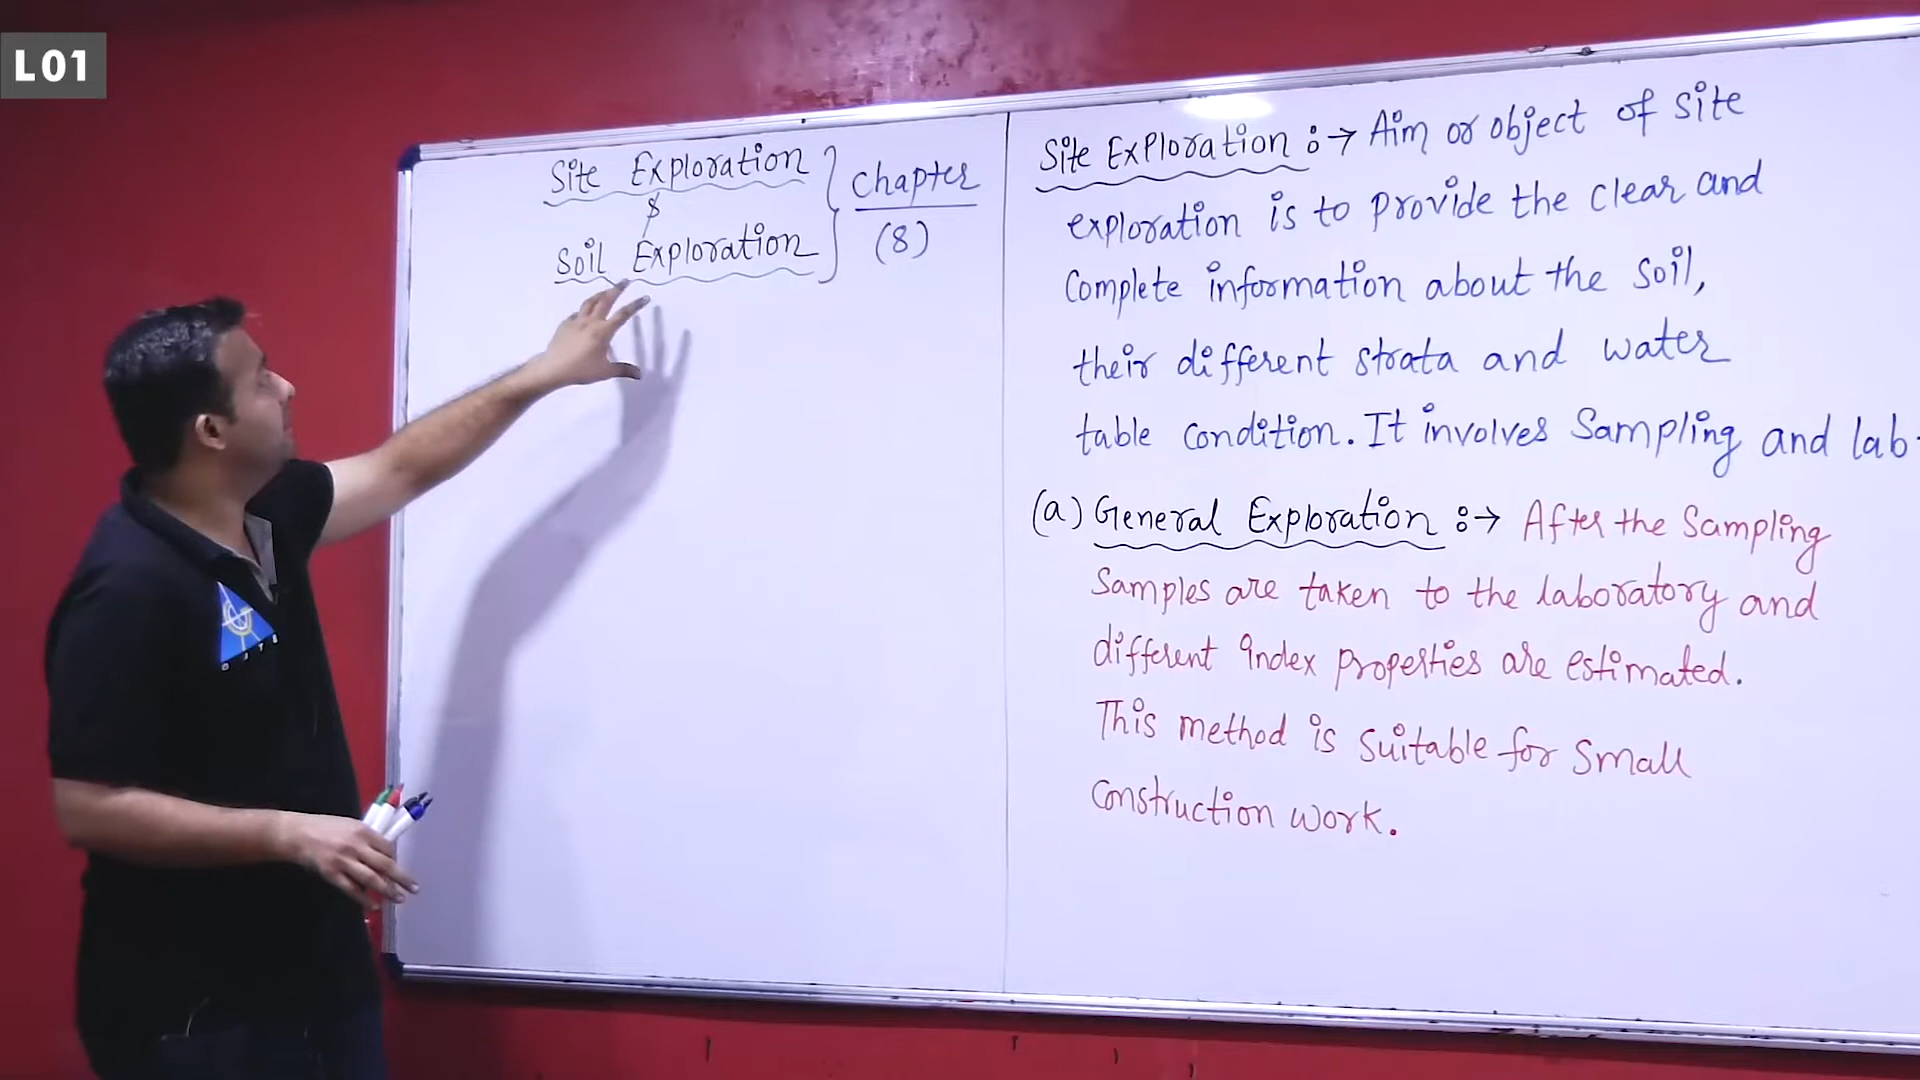 L01
Site Exploration
&
Soil Exploration
Chapter
(8)
Site Exploration :→ Aim or object of site
exploration is to provide the clear and
Complete information about the soil,
their different strata and water
table condition. It involves Sampling and lab
(a) General Exploration :→ After the Sampling
Samples are taken to the laboratory and
different index properties are estimated.
This method is suitable for small
construction work.